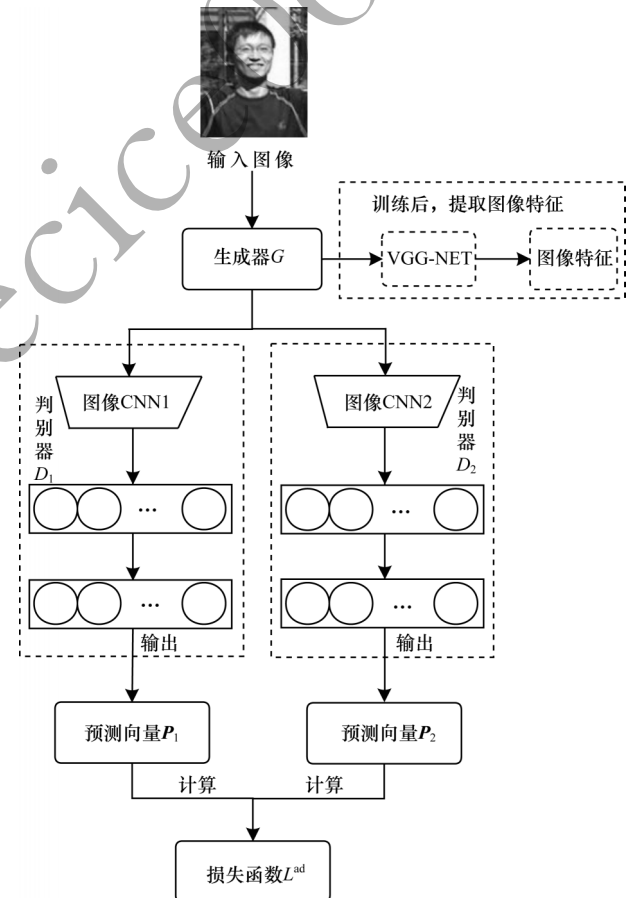 输入图像
训练后，提取图像特征
生成器G
VGG-NET
图像特征
判别器D₁
图像CNN1
图像CNN2
判别器D₂
...
...
...
...
输出
输出
预测向量P₁
预测向量P₂
计算
计算
损失函数Lᵃᵈ